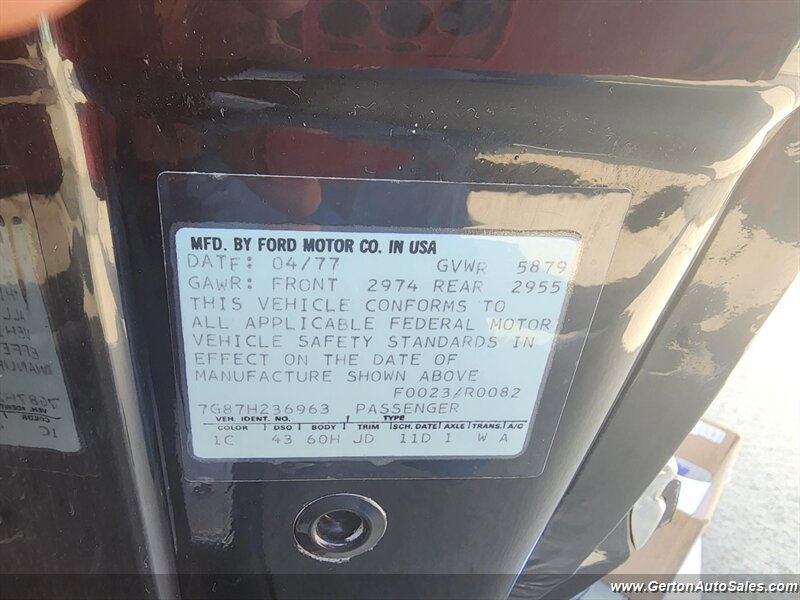 MFD. BY FORD MOTOR CO. IN USA
DATE: 04/77 GVWR 5879
GAWR: FRONT 2974 REAR 2955
THIS VEHICLE CONFORMS TO
ALL APPLICABLE FEDERAL MOTOR
VEHICLE SAFETY STANDARDS IN
EFFECT ON THE DATE OF
MANUFACTURE SHOWN ABOVE
F0023/R0082
7G87H236963 PASSENGER
VEH. IDENT. NO. TYPE
COLOR DSO BODY TRIM SCH. DATE AXLE TRANS. A/C
1C 43 60H JD 11D 1 W A
www.GertonAutoSales.com